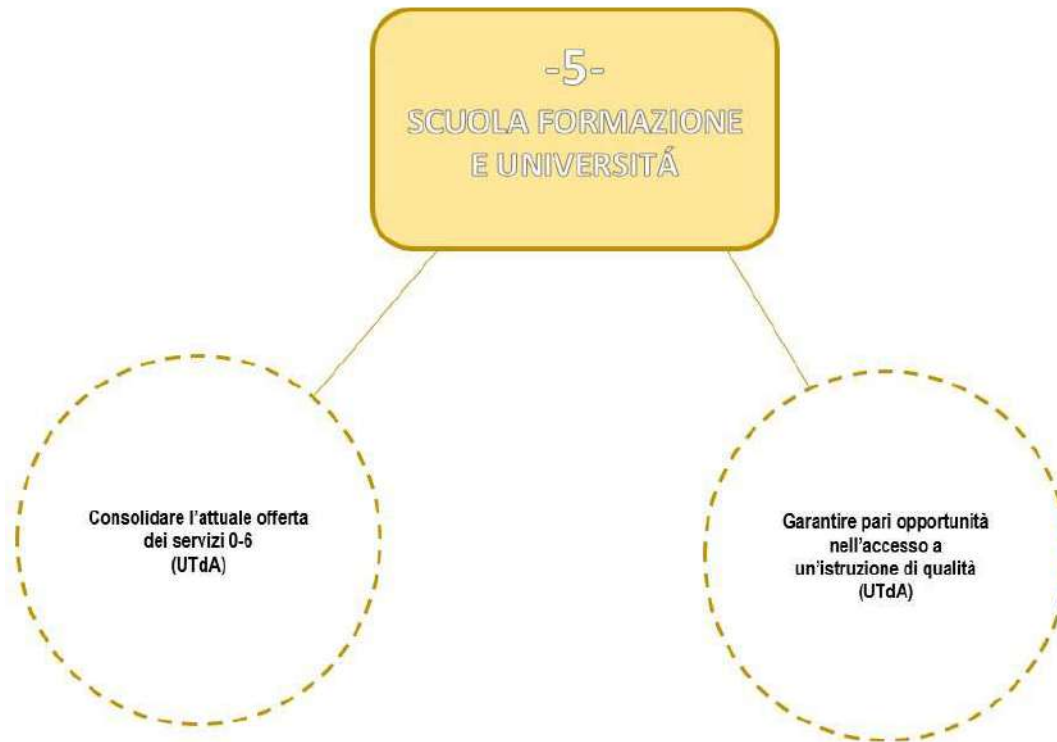 -5-
SCUOLA FORMAZIONE
E UNIVERSITÁ
Consolidare l'attuale offerta
dei servizi 0-6
(UTdA)
Garantire pari opportunità
nell'accesso a
un'istruzione di qualità
(UTdA)